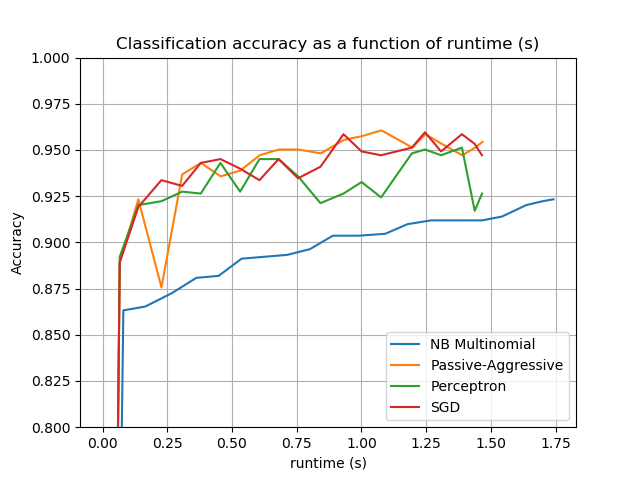 Classification accuracy as a function of runtime (s)
1.000
0.975
0.950
0.925
0.900
0.875
0.850
0.825
0.800
Accuracy
NB Multinomial
Passive-Aggressive
Perceptron
SGD
0.00 0.25 0.50 0.75 1.00 1.25 1.50 1.75
runtime (s)